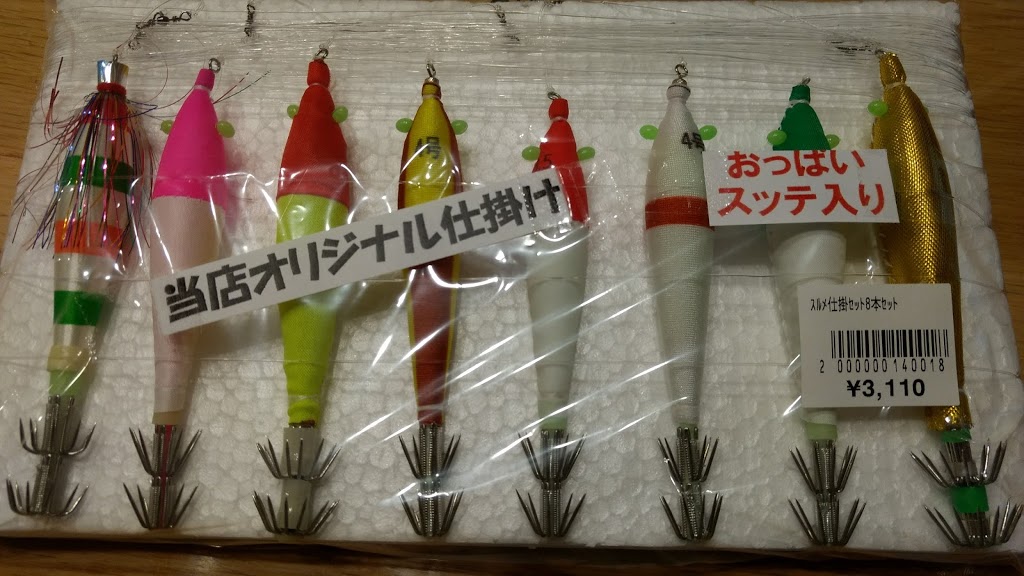 4号
5
4号
おっぱい
スッテ入り
当店オリジナル仕掛け
ｽﾙﾒｲ仕掛セット8本セット
2 000000 140018
¥3,110